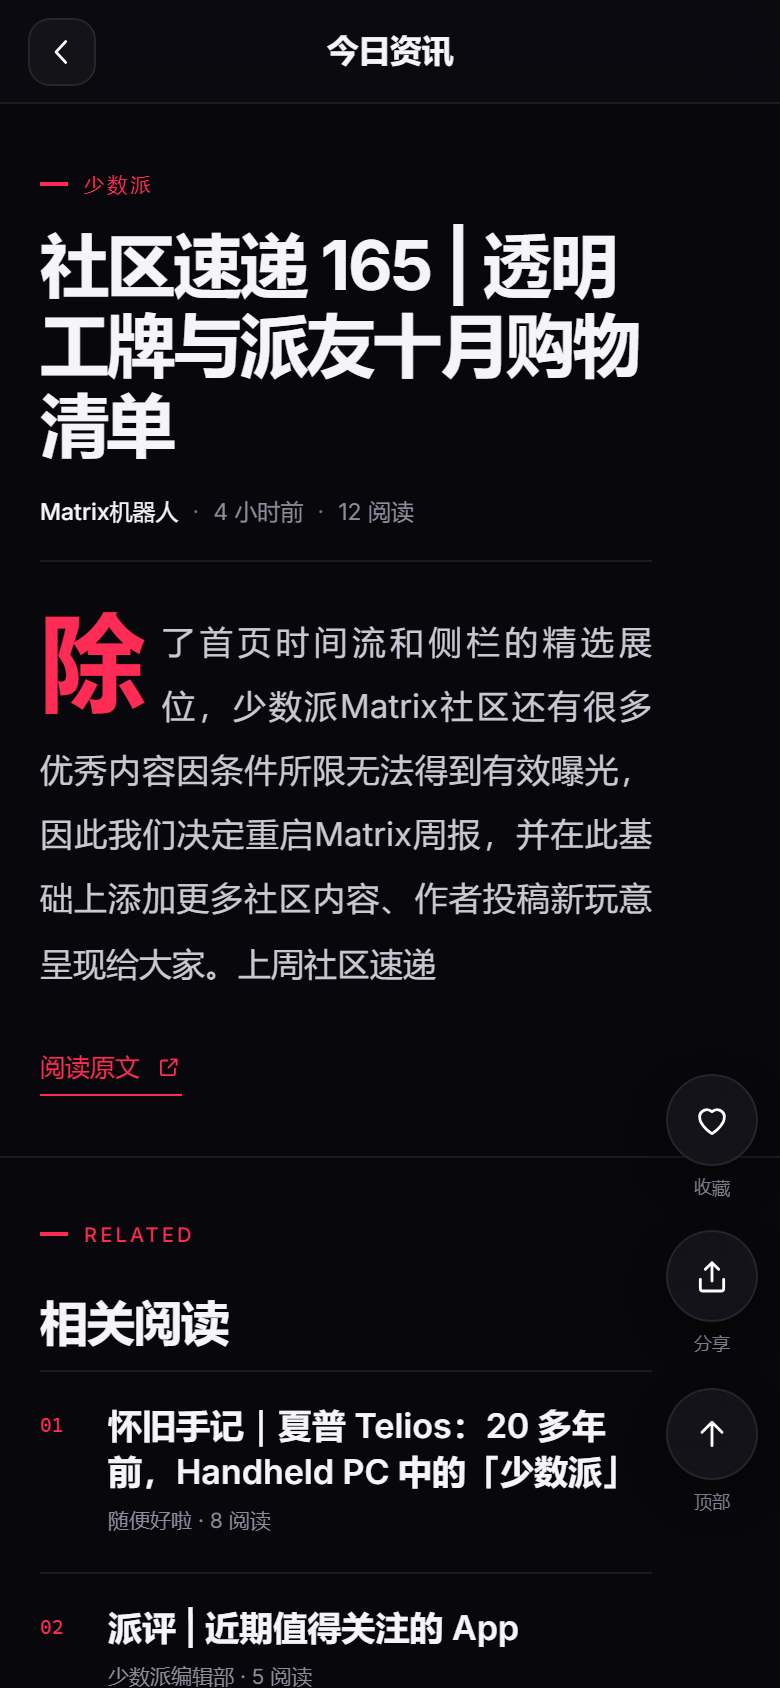 今日资讯
少数派
社区速递 165 | 透明
工牌与派友十月购物
清单
Matrix机器人 · 4 小时前 · 12 阅读
除了首页时间流和侧栏的精选展
位，少数派Matrix社区还有很多
优秀内容因条件所限无法得到有效曝光，
因此我们决定重启Matrix周报，并在此基
础上添加更多社区内容、作者投稿新玩意
呈现给大家。上周社区速递
阅读原文
收藏
RELATED
相关阅读
分享
01
怀旧手记｜夏普 Telios：20 多年
前，Handheld PC 中的「少数派」
随便好啦 · 8 阅读
顶部
02
派评 | 近期值得关注的 App
少数派编辑部 · 5 阅读